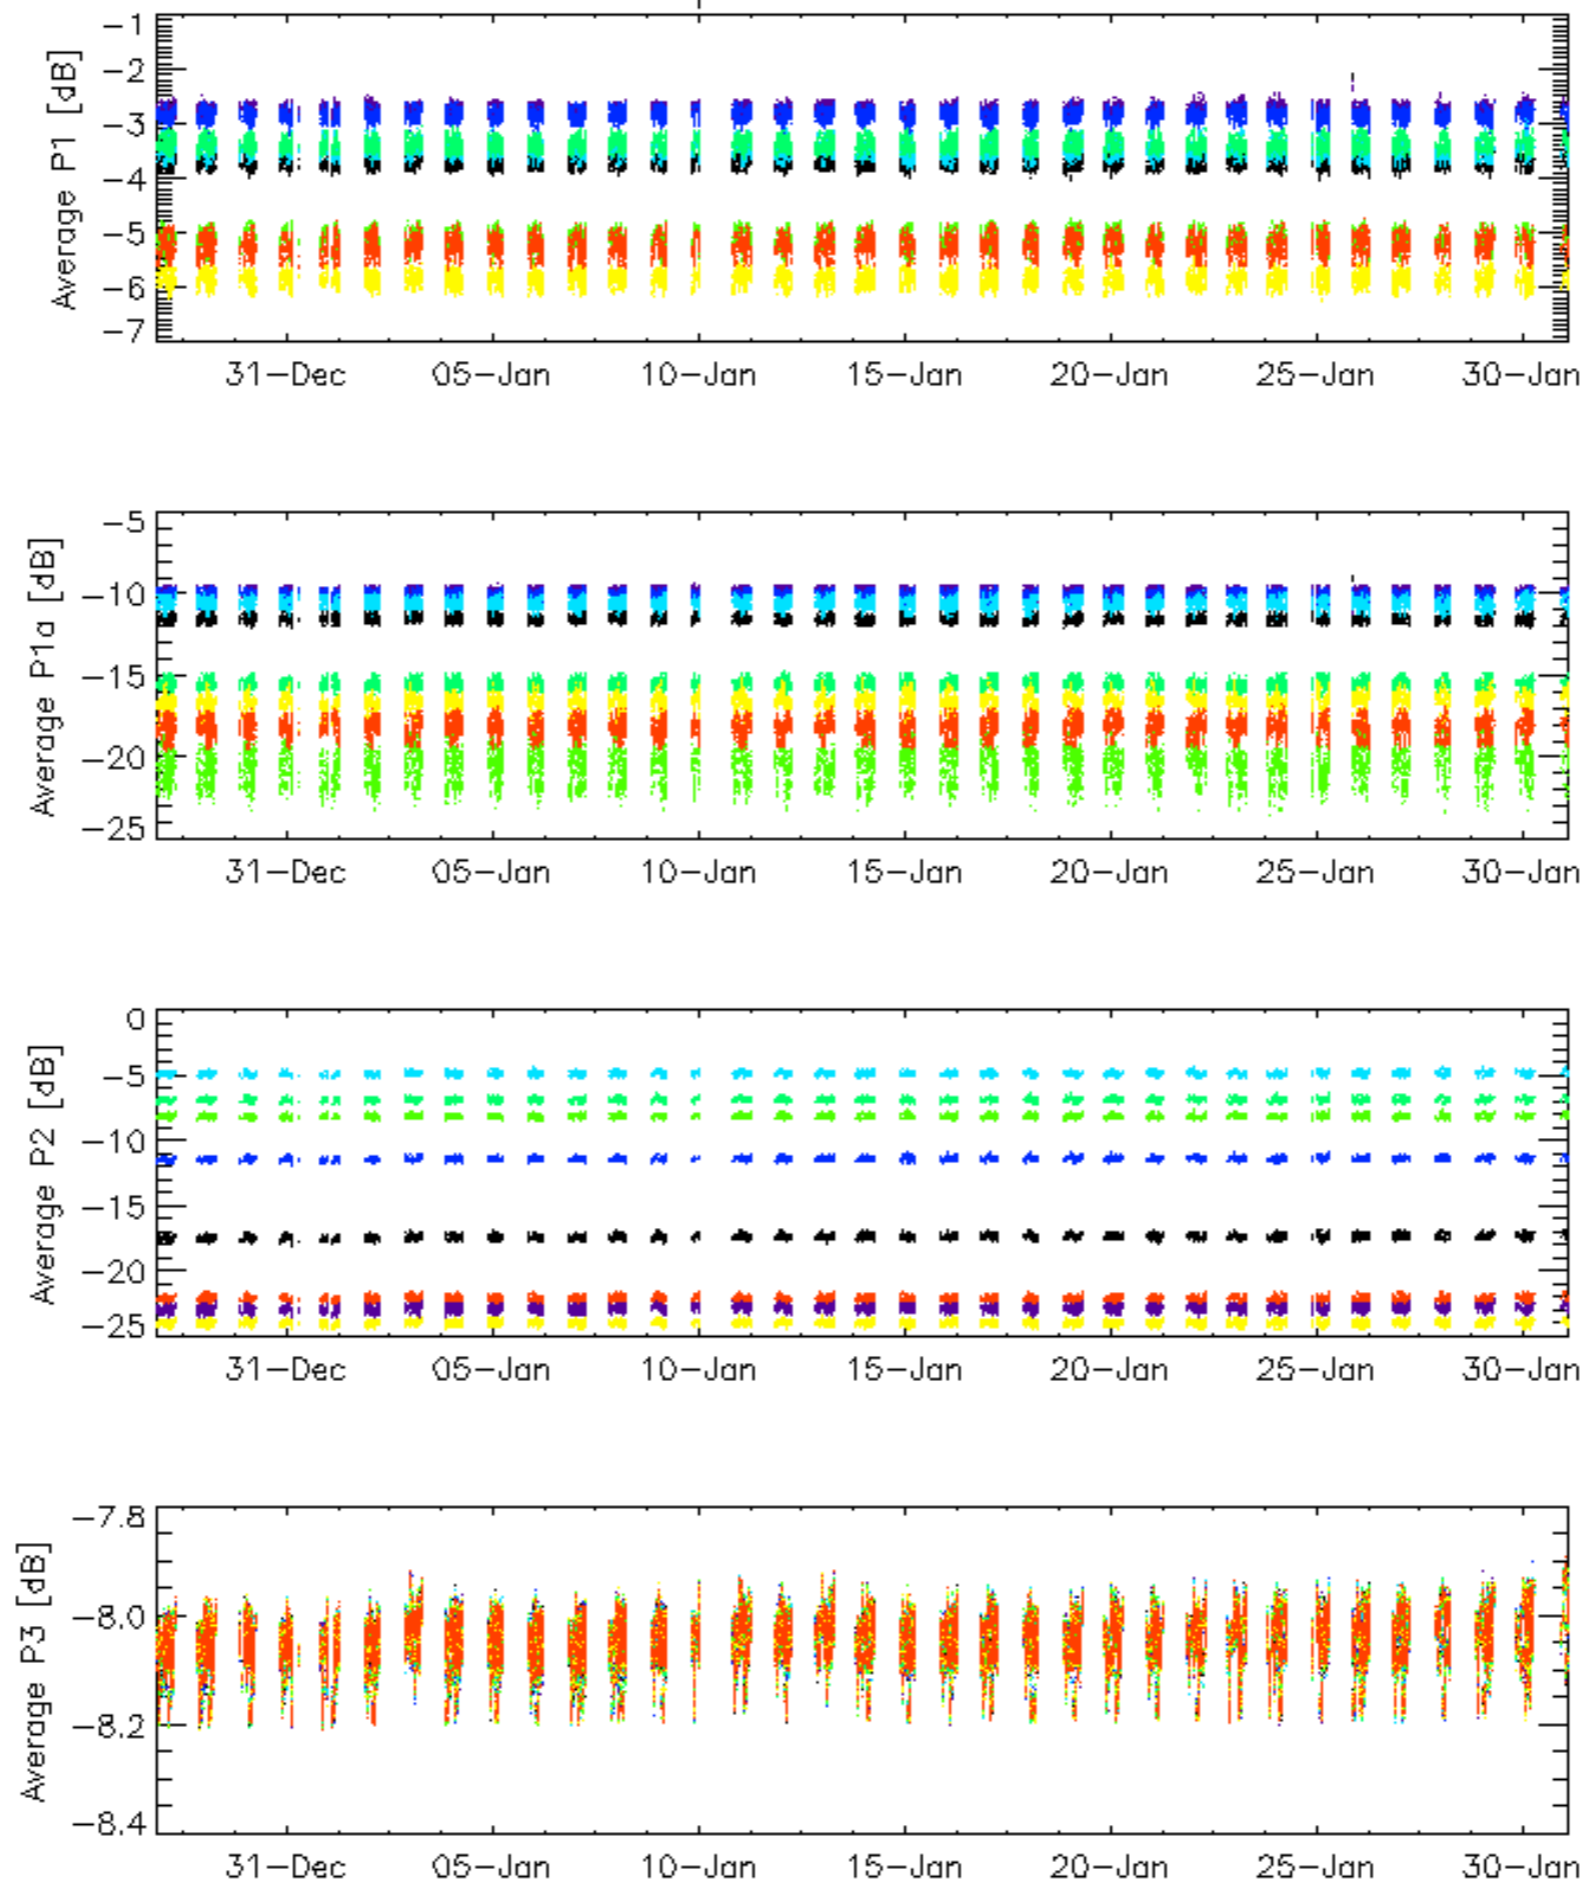 Average P1 [dB]
−1
−2
−3
−4
−5
−6
−7
31−Dec 05−Jan 10−Jan 15−Jan 20−Jan 25−Jan 30−Jan
Average P1a [dB]
−5
−10
−15
−20
−25
31−Dec 05−Jan 10−Jan 15−Jan 20−Jan 25−Jan 30−Jan
Average P2 [dB]
0
−5
−10
−15
−20
−25
31−Dec 05−Jan 10−Jan 15−Jan 20−Jan 25−Jan 30−Jan
Average P3 [dB]
−7.8
−8.0
−8.2
−8.4
31−Dec 05−Jan 10−Jan 15−Jan 20−Jan 25−Jan 30−Jan